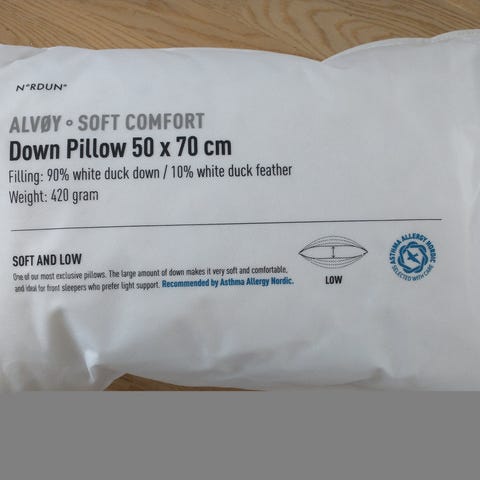 N°RDUN°
ALVØY ◦ SOFT COMFORT
Down Pillow 50 x 70 cm
Filling: 90% white duck down / 10% white duck feather
Weight: 420 gram
SOFT AND LOW
One of our most exclusive pillows. The large amount of down makes it very soft and comfortable,
and ideal for front sleepers who prefer light support. Recommended by Asthma Allergy Nordic.
LOW
ASTHMA ALLERGY NORDIC
SELECTED WITH CARE